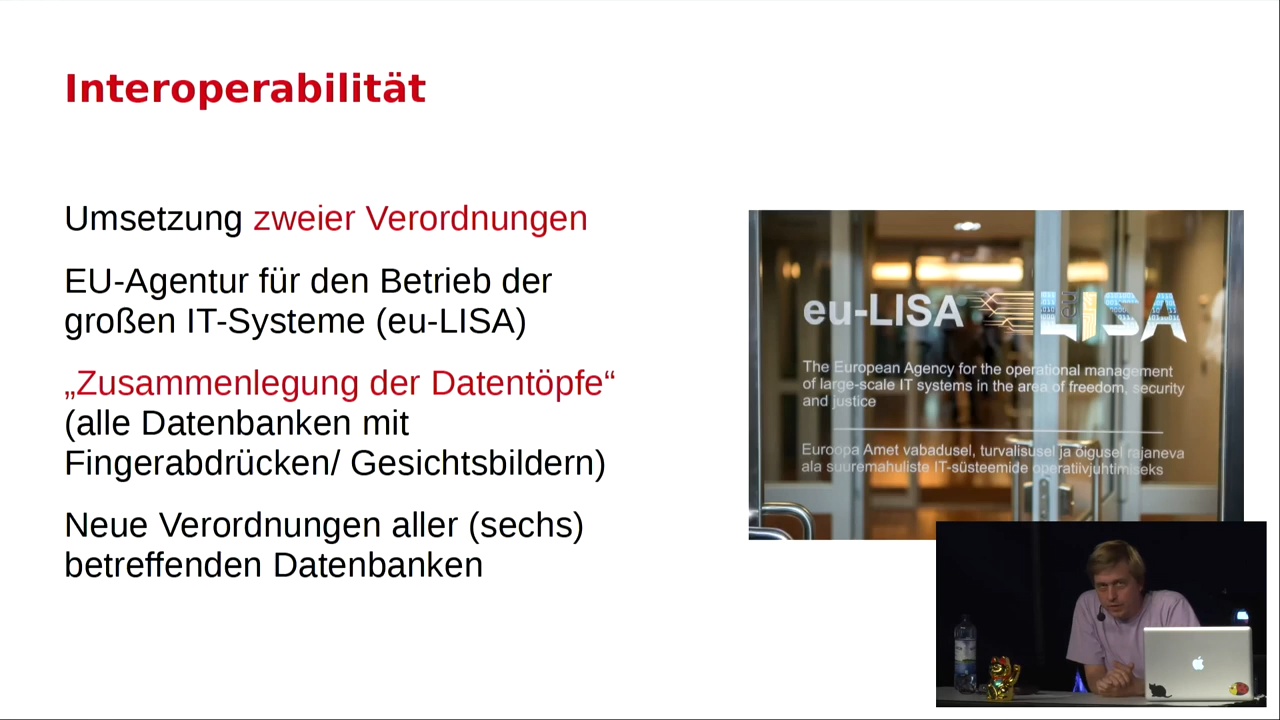 Interoperabilität
Umsetzung zweier Verordnungen
EU-Agentur für den Betrieb der
großen IT-Systeme (eu-LISA)
„Zusammenlegung der Datentöpfe“
(alle Datenbanken mit
Fingerabdrücken/ Gesichtsbildern)
Neue Verordnungen aller (sechs)
betreffenden Datenbanken
eu-LISA
eu LISA
The European Agency for the operational management
of large-scale IT systems in the area of freedom, security
and justice
Euroopa Amet vabadusel, turvalisusel ja õigusel rajaneva
ala suuremahuliste IT-süsteemide operatiivjuhtimiseks